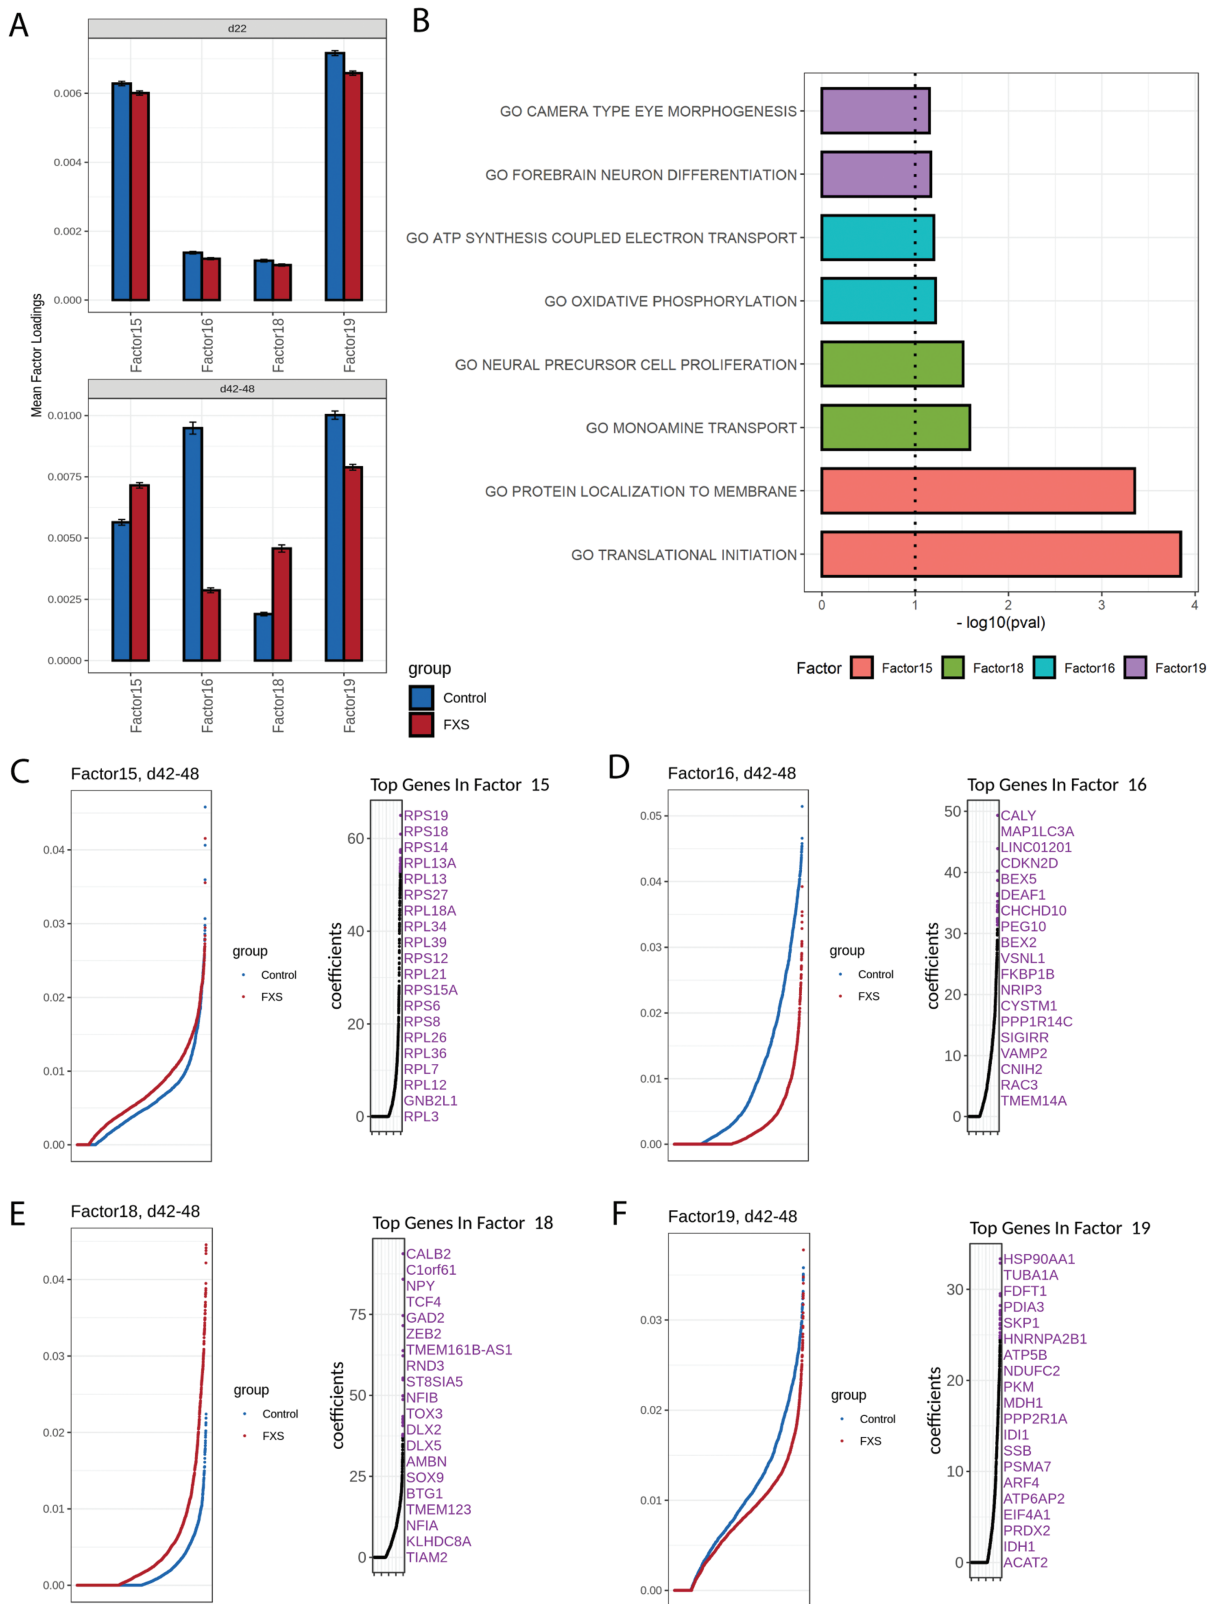 A
d22
0.006
0.004
0.002
0.000
Factor15
Factor16
Factor18
Factor19
Mean Factor Loadings
d42-48
0.0100
0.0075
0.0050
0.0025
0.0000
Factor15
Factor16
Factor18
Factor19
group
Control
FXS
B
GO CAMERA TYPE EYE MORPHOGENESIS
GO FOREBRAIN NEURON DIFFERENTIATION
GO ATP SYNTHESIS COUPLED ELECTRON TRANSPORT
GO OXIDATIVE PHOSPHORYLATION
GO NEURAL PRECURSOR CELL PROLIFERATION
GO MONOAMINE TRANSPORT
GO PROTEIN LOCALIZATION TO MEMBRANE
GO TRANSLATIONAL INITIATION
0 1 2 3 4
- log10(pval)
Factor Factor15 Factor18 Factor16 Factor19
C
Factor15, d42-48
0.04
0.03
0.02
0.01
0.00
group
Control
FXS
Top Genes In Factor 15
coefficients
60
40
20
0
RPS19
RPS18
RPS14
RPL13A
RPL13
RPS27
RPL18A
RPL34
RPL39
RPS12
RPL21
RPS15A
RPS6
RPS8
RPL26
RPL36
RPL7
RPL12
GNB2L1
RPL3
D
Factor16, d42-48
0.05
0.04
0.03
0.02
0.01
0.00
group
Control
FXS
Top Genes In Factor 16
coefficients
50
40
30
20
10
0
CALY
MAP1LC3A
LINC01201
CDKN2D
BEX5
DEAF1
CHCHD10
PEG10
BEX2
VSNL1
FKBP1B
NRIP3
CYSTM1
PPP1R14C
SIGIRR
VAMP2
CNIH2
RAC3
TMEM14A
E
Factor18, d42-48
0.04
0.03
0.02
0.01
0.00
group
Control
FXS
Top Genes In Factor 18
coefficients
75
50
25
0
CALB2
C1orf61
NPY
TCF4
GAD2
ZEB2
TMEM161B-AS1
RND3
ST8SIA5
NFIB
TOX3
DLX2
DLX5
AMBN
SOX9
BTG1
TMEM123
NFIA
KLHDC8A
TIAM2
F
Factor19, d42-48
0.03
0.02
0.01
0.00
group
Control
FXS
Top Genes In Factor 19
coefficients
30
20
10
0
HSP90AA1
TUBA1A
FDFT1
PDIA3
SKP1
HNRNPA2B1
ATP5B
NDUFC2
PKM
MDH1
PPP2R1A
IDI1
SSB
PSMA7
ARF4
ATP6AP2
EIF4A1
PRDX2
IDH1
ACAT2